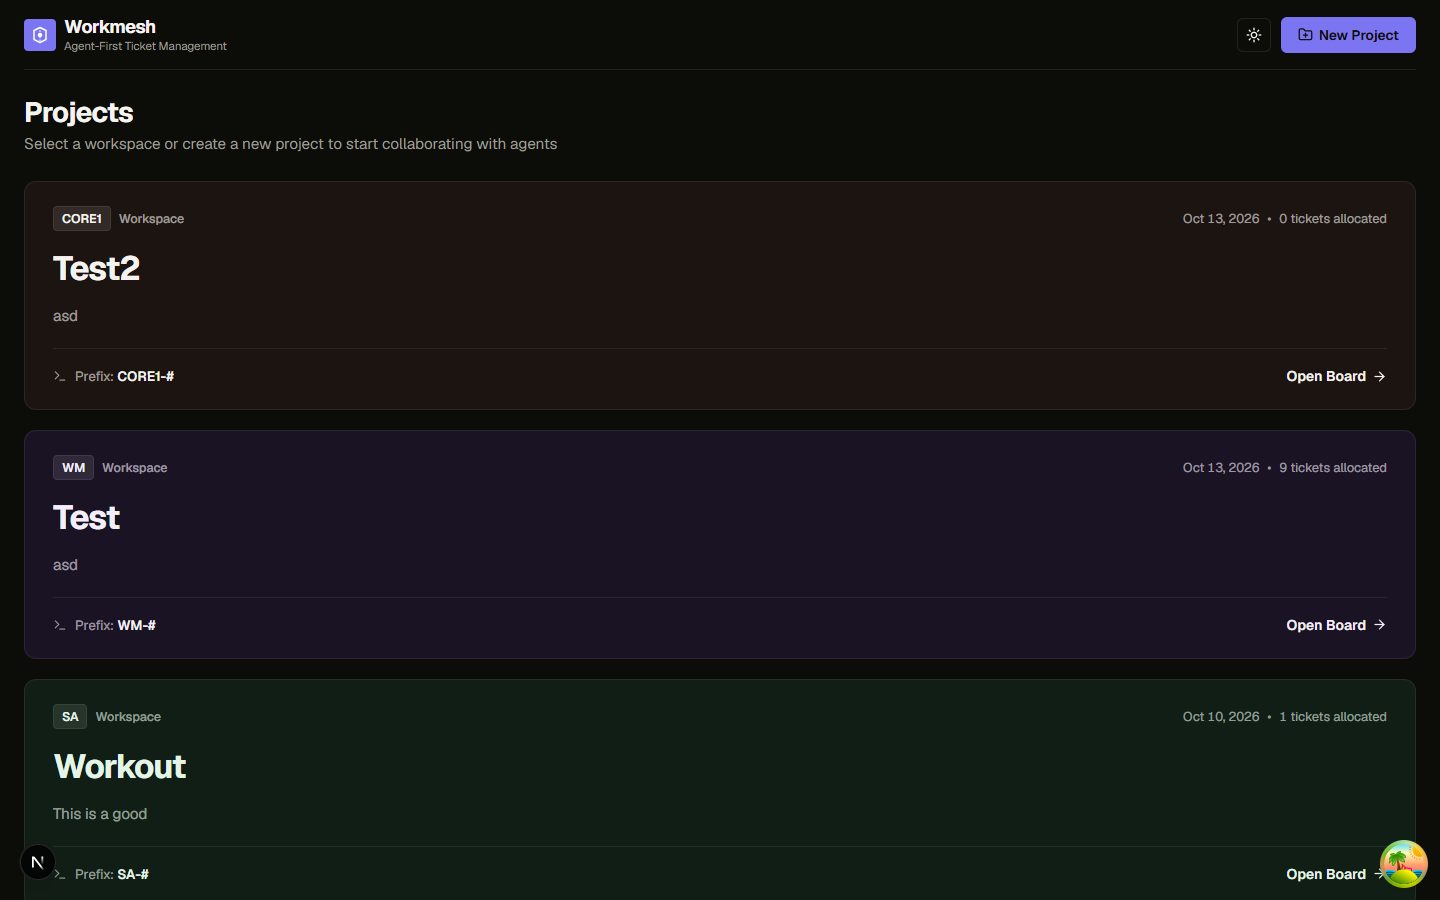 Workmesh
Agent-First Ticket Management
New Project
Projects
Select a workspace or create a new project to start collaborating with agents
CORE1 Workspace Oct 13, 2026 • 0 tickets allocated
Test2
asd
>_ Prefix: CORE1-# Open Board →
WM Workspace Oct 13, 2026 • 9 tickets allocated
Test
asd
>_ Prefix: WM-# Open Board →
SA Workspace Oct 10, 2026 • 1 tickets allocated
Workout
This is a good
N >_ Prefix: SA-# Open Board →